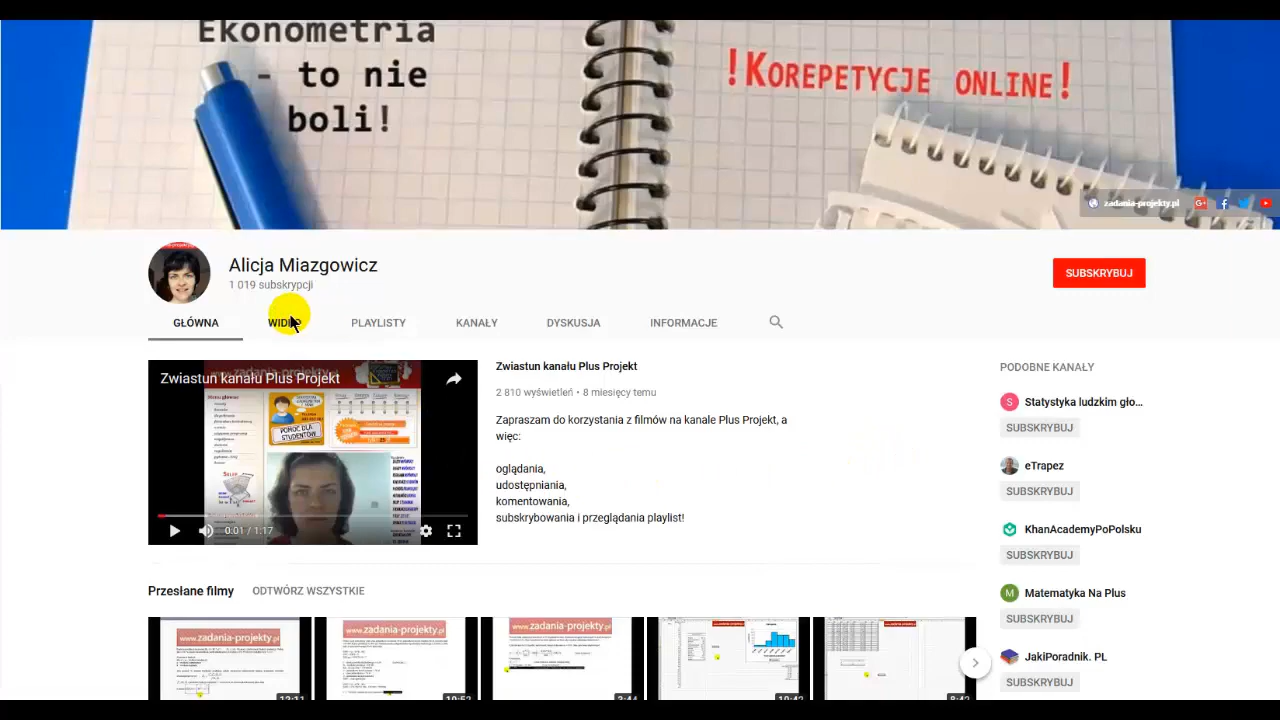 Ekonometria
- to nie
boli!
!Korepetycje online!
zadania-projekty.pl
Alicja Miazgowicz
1 019 subskrypcji
SUBSKRYBUJ
GŁÓWNA
PLAYLISTY
KANAŁY
DYSKUSJA
INFORMACJE
Zwiastun kanału Plus Projekt
POMOC DLA
STUDENTÓW
0:01 / 1:17
Zwiastun kanału Plus Projekt
2 810 wyświetleń • 8 miesięcy temu
Zapraszam do korzystania z filmów na kanale Plus Projekt, a
więc:
oglądania,
udostępniania,
komentowania,
subskrybowania i przeglądania playlist!
PODOBNE KANAŁY
S
Statystyka ludzkim gło...
SUBSKRYBUJ
eTrapez
SUBSKRYBUJ
KhanAcademyPoPolsku
SUBSKRYBUJ
M
Matematyka Na Plus
SUBSKRYBUJ
JakiPoradnik. PL
SUBSKRYBUJ
Przesłane filmy
ODTWÓRZ WSZYSTKIE
www.zadania-projekty.pl
www.zadania-projekty.pl
www.zadania-projekty.pl